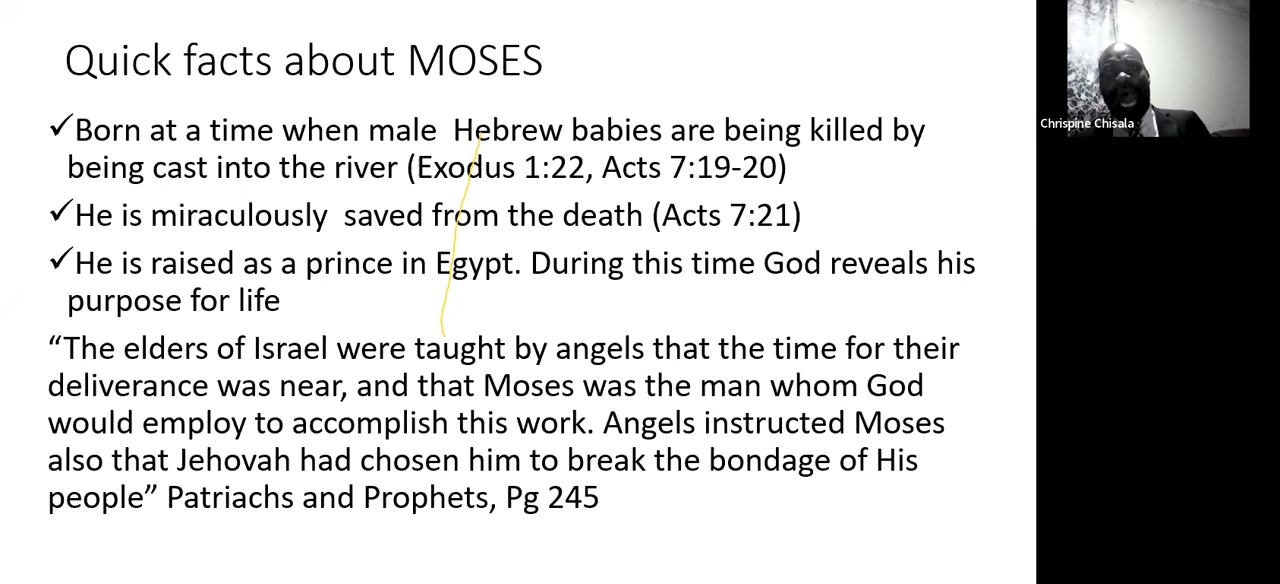 Quick facts about MOSES
✓Born at a time when male  Hebrew babies are being killed by
being cast into the river (Exodus 1:22, Acts 7:19-20)
✓He is miraculously  saved from the death (Acts 7:21)
✓He is raised as a prince in Egypt. During this time God reveals his
purpose for life
“The elders of Israel were taught by angels that the time for their
deliverance was near, and that Moses was the man whom God
would employ to accomplish this work. Angels instructed Moses
also that Jehovah had chosen him to break the bondage of His
people” Patriachs and Prophets, Pg 245
Chrispine Chisala